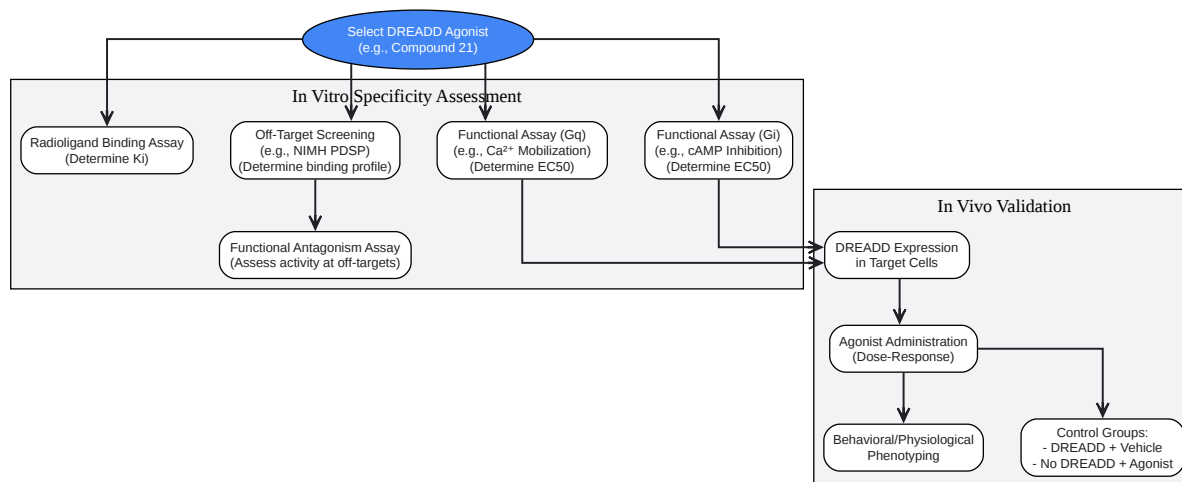 Select DREADD Agonist
(e.g., Compound 21)
In Vitro Specificity Assessment
Radioligand Binding Assay
(Determine Ki)
Off-Target Screening
(e.g., NIMH PDSP)
(Determine binding profile)
Functional Assay (Gq)
(e.g., Ca²⁺ Mobilization)
(Determine EC50)
Functional Assay (Gi)
(e.g., cAMP Inhibition)
(Determine EC50)
Functional Antagonism Assay
(Assess activity at off-targets)
In Vivo Validation
DREADD Expression
in Target Cells
Agonist Administration
(Dose-Response)
Behavioral/Physiological
Phenotyping
Control Groups:
- DREADD + Vehicle
- No DREADD + Agonist